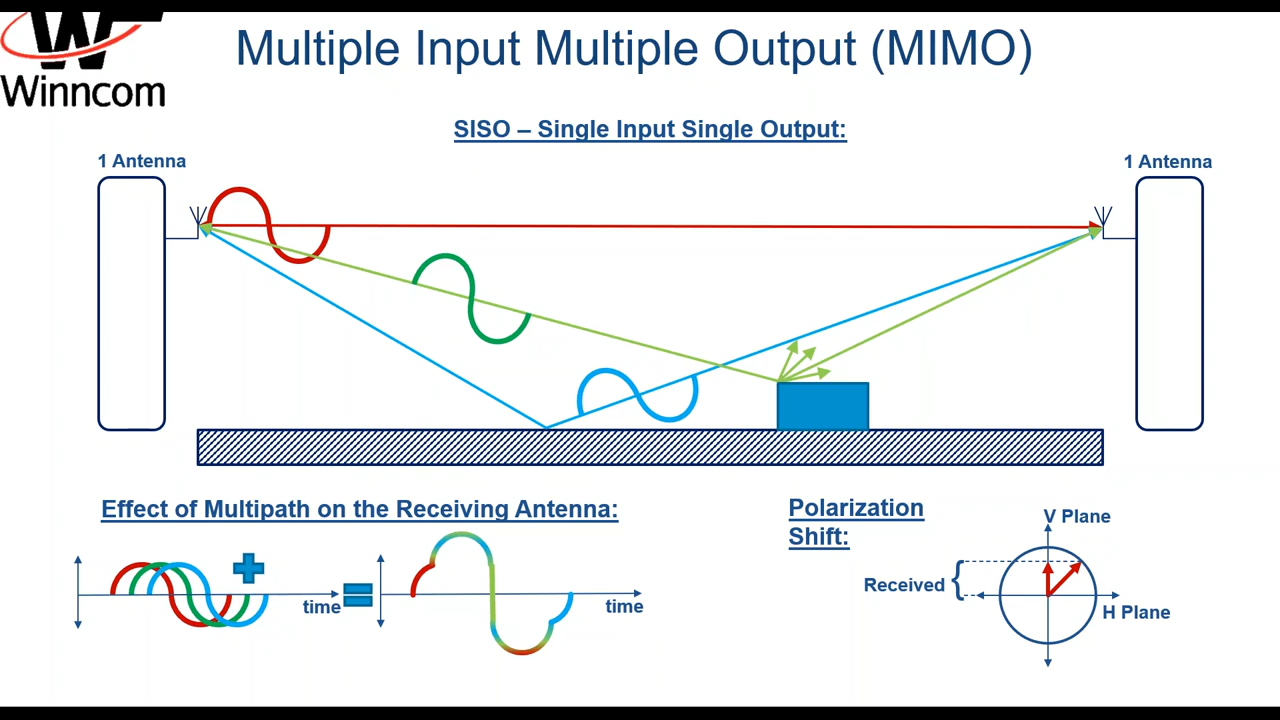 Winncom
Multiple Input Multiple Output (MIMO)
SISO – Single Input Single Output:
1 Antenna
1 Antenna
Effect of Multipath on the Receiving Antenna:
time
time
Polarization
Shift:
V Plane
Received
H Plane